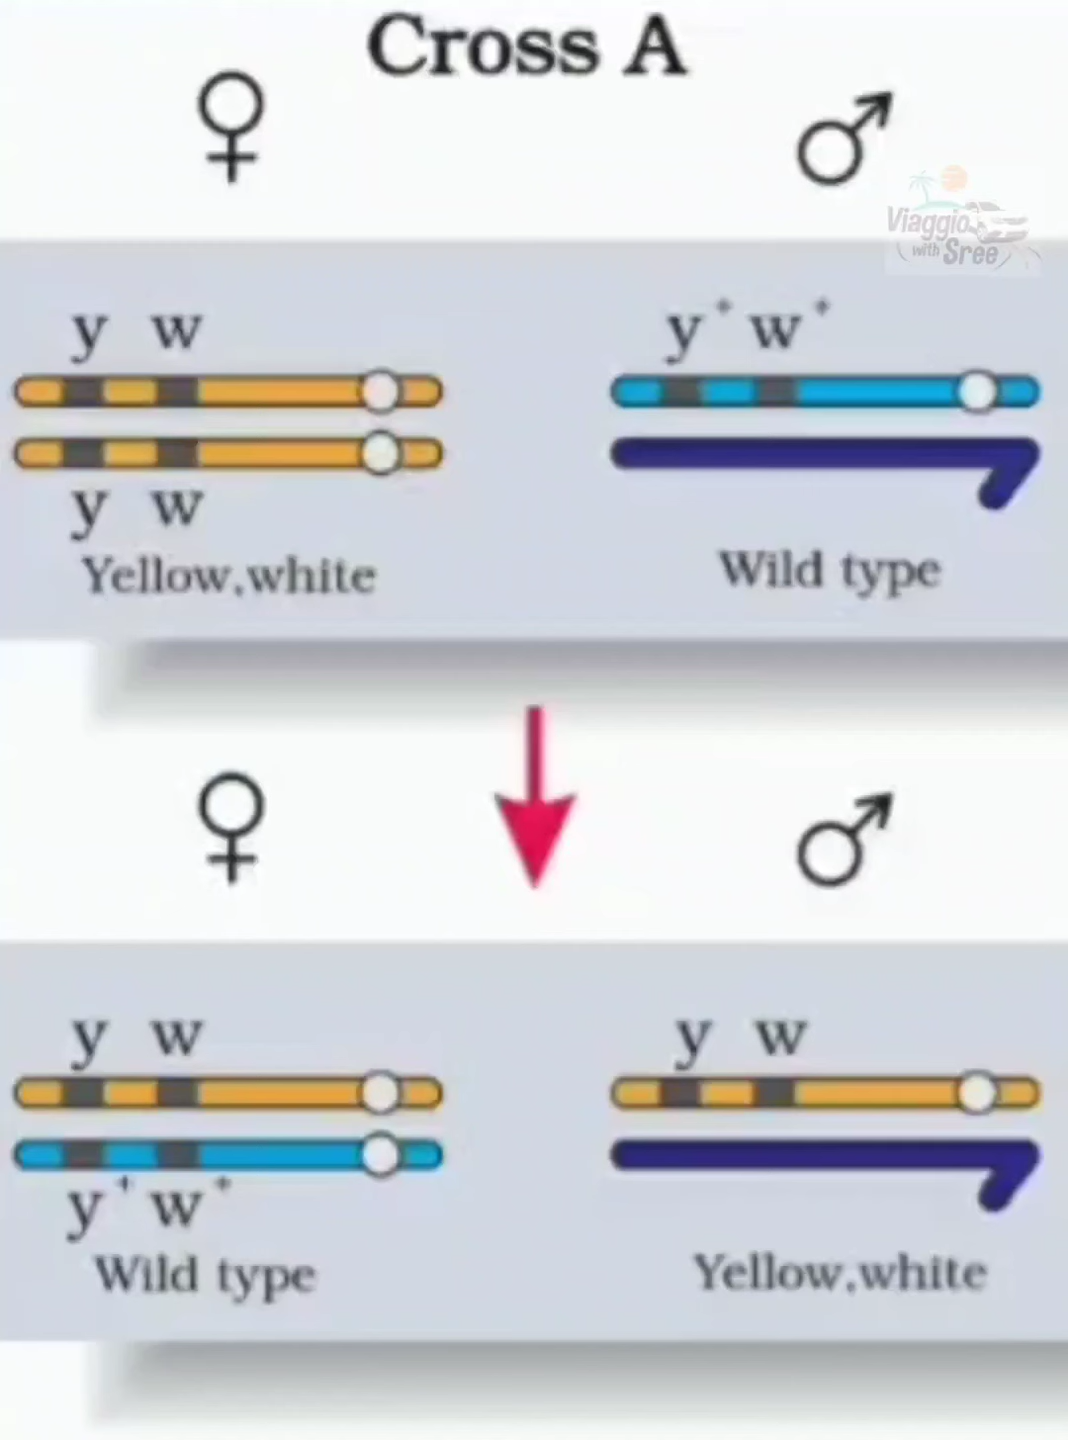 Cross A
♀ ♂
Viaggio
with Sree
y w y⁺ w⁺
y w
Yellow,white Wild type
♀ ♂
y w y w
y⁺ w⁺
Wild type Yellow,white